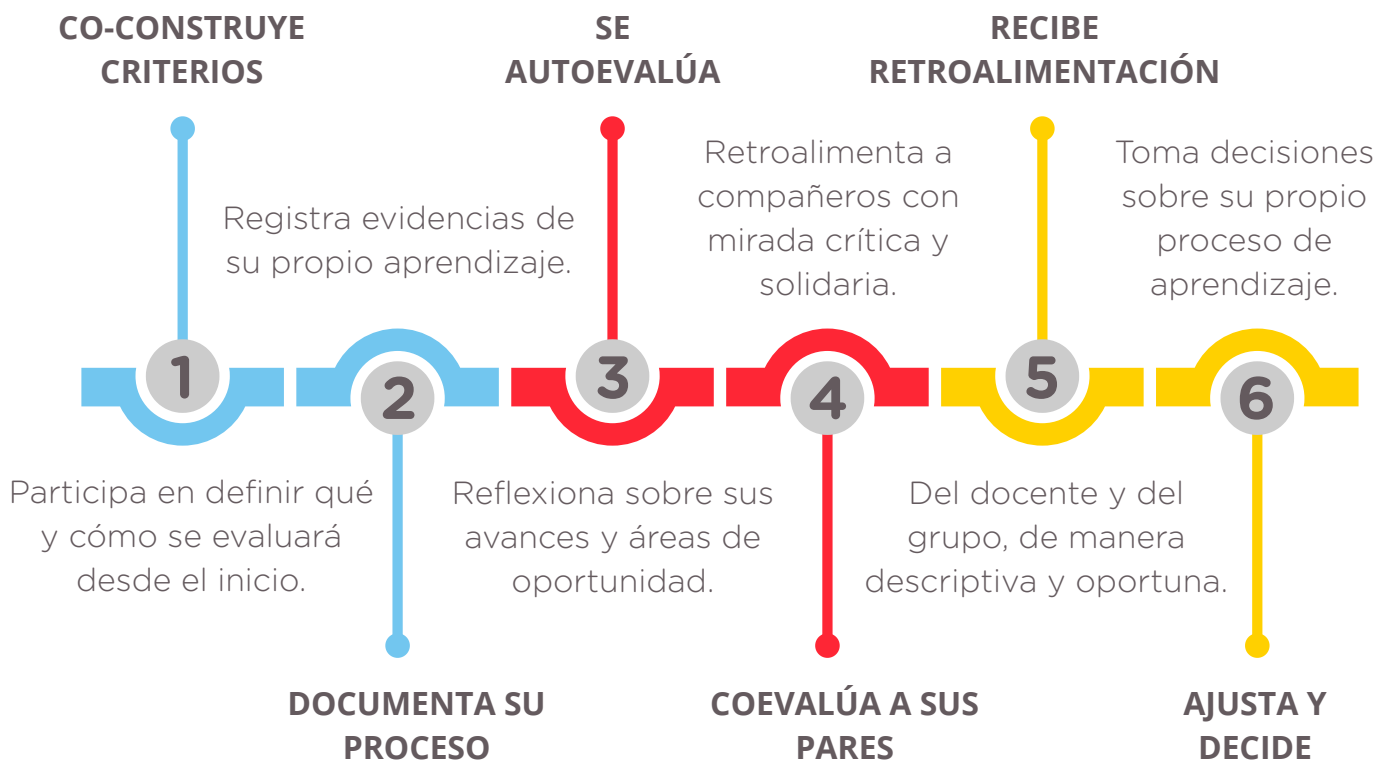 CO-CONSTRUYE
CRITERIOS
1
Participa en definir qué
y cómo se evaluará
desde el inicio.
Registra evidencias de
su propio aprendizaje.
2
DOCUMENTA SU
PROCESO
SE
AUTOEVALÚA
3
Reflexiona sobre sus
avances y áreas de
oportunidad.
Retroalimenta a
compañeros con
mirada crítica y
solidaria.
4
COEVALÚA A SUS
PARES
RECIBE
RETROALIMENTACIÓN
5
Del docente y del
grupo, de manera
descriptiva y oportuna.
Toma decisiones
sobre su propio
proceso de
aprendizaje.
6
AJUSTA Y
DECIDE